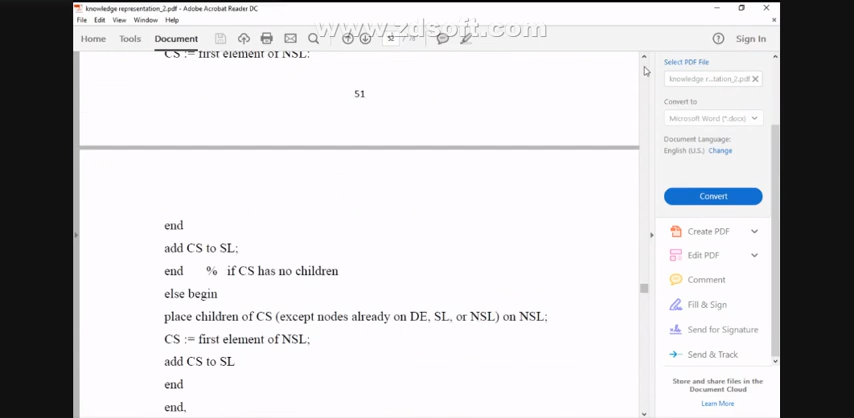 knowledge representation_2.pdf - Adobe Acrobat Reader DC
File Edit View Window Help
www.zdsoft.com
Home Tools Document 52 / 78 Sign In
CS := first element of NSL:
51
end
add CS to SL;
end % if CS has no children
else begin
place children of CS (except nodes already on DE, SL, or NSL) on NSL;
CS := first element of NSL;
add CS to SL
end
end,
Select PDF File
knowledge r...tation_2.pdf
Convert to
Microsoft Word (*.docx)
Document Language:
English (U.S.) Change
Convert
Create PDF
Edit PDF
Comment
Fill & Sign
Send for Signature
Send & Track
Store and share files in the
Document Cloud
Learn More